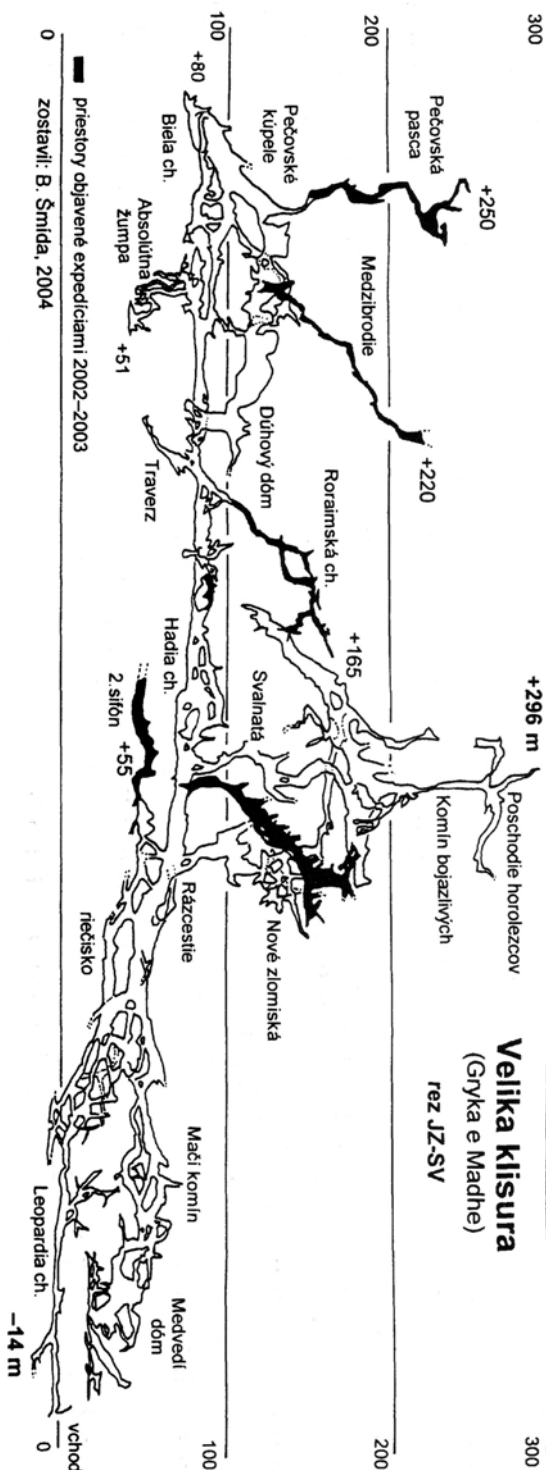 300
200
100
0
+296 m
Poschodie horolezcov
Komín bojazlivých
Velika klisura
(Gryka e Madhe)
rez JZ-SV
+250
Pečovská
pasca
Pečovské
kúpele
+80
Biela ch.
Absolútna
žumpa
+51
Medzibrodie
+220
Dúhový dóm
Traverz
Roraimská ch.
+165
Hadia ch.
Svalnatá
2.sifón
+55
Rázcestie
riečisko
Nové zlomiská
Mačí komín
Medvedí
dóm
Leopardia ch.
–14 m
vchod
300
200
100
0
priestory objavené expedíciami 2002–2003
zostavil: B. Šmida, 2004